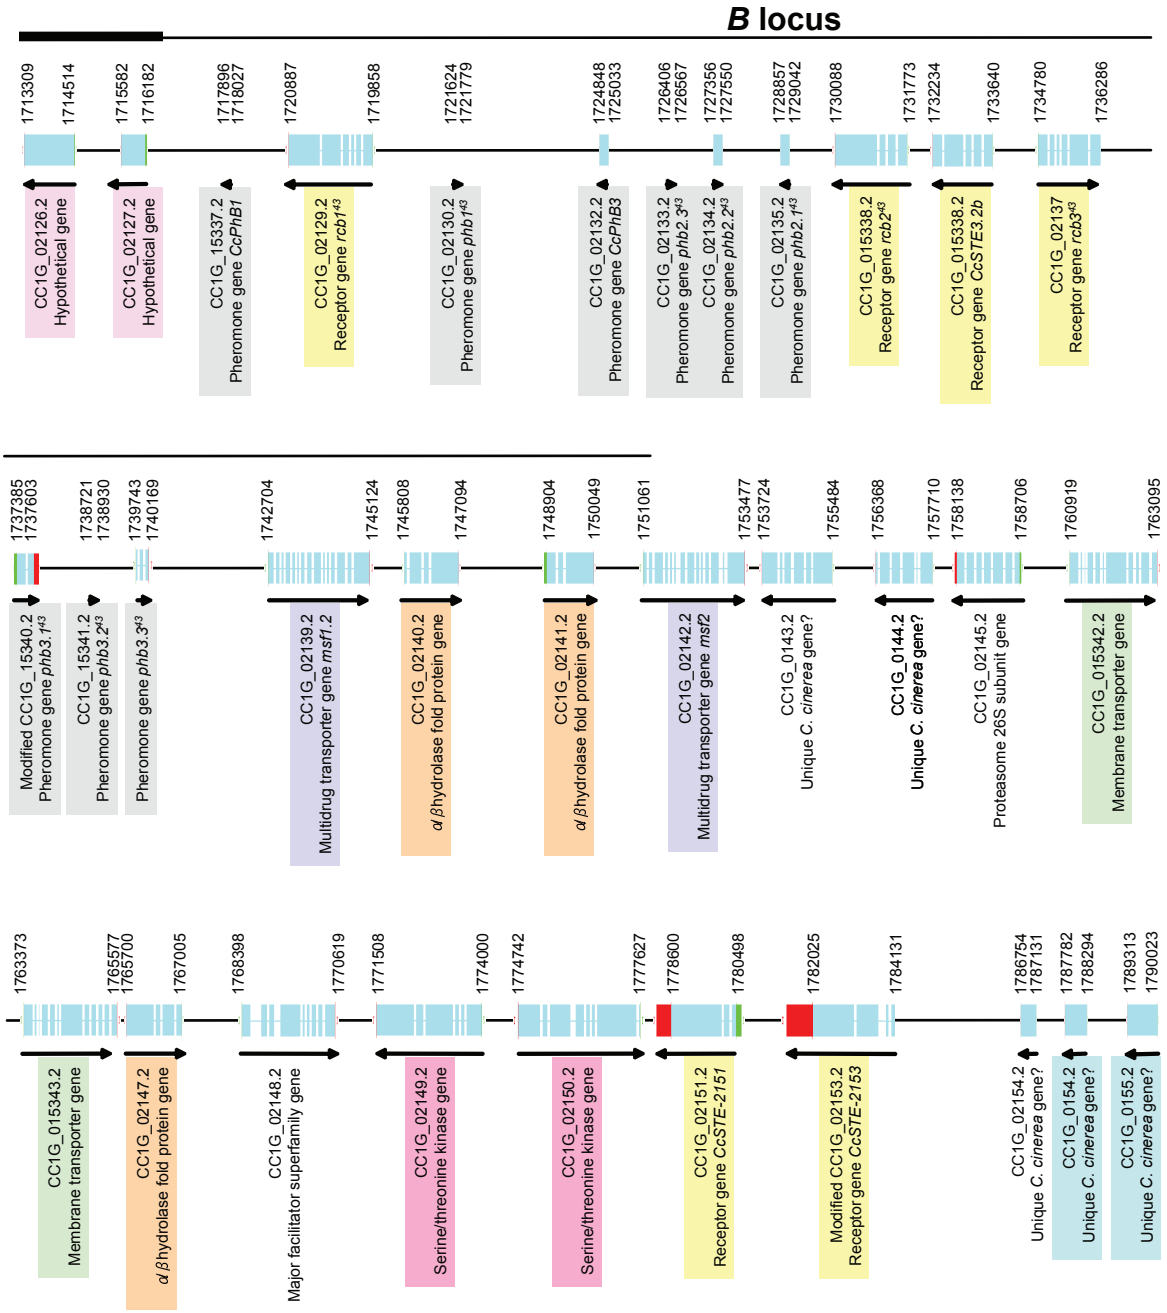 B locus
1713309
1714514
1715582
1716182
1717896
1718027
1720887
1719858
1721624
1721779
1724848
1725033
1726406
1726567
1727356
1727550
1728857
1729042
1730088
1731773
1732234
1733640
1734780
1736286
CC1G_02126.2
Hypothetical gene
CC1G_02127.2
Hypothetical gene
CC1G_15337.2
Pheromone gene CcPhB1
CC1G_02129.2
Receptor gene rcb1⁴³
CC1G_02130.2
Pheromone gene phb1⁴³
CC1G_02132.2
Pheromone gene CcPhB3
CC1G_02133.2
Pheromone gene phb2.3⁴³
CC1G_02134.2
Pheromone gene phb2.2⁴³
CC1G_02135.2
Pheromone gene phb2.1⁴³
CC1G_015338.2
Receptor gene rcb2⁴³
CC1G_015338.2
Receptor gene CcSTE3.2b
CC1G_02137
Receptor gene rcb3⁴³
1737385
1737603
1738721
1738930
1739743
1740169
1742704
1745124
1745808
1747094
1748904
1750049
1751061
1753477
1753724
1755484
1756368
1757710
1758138
1758706
1760919
1763095
Modified CC1G_15340.2
Pheromone gene phb3.1⁴³
CC1G_15341.2
Pheromone gene phb3.2⁴³
Pheromone gene phb3.3⁴³
CC1G_02139.2
Multidrug transporter gene msf1.2
CC1G_02140.2
α/βhydrolase fold protein gene
CC1G_02141.2
α/βhydrolase fold protein gene
CC1G_02142.2
Multidrug transporter gene msf2
CC1G_0143.2
Unique C. cinerea gene?
CC1G_0144.2
Unique C. cinerea gene?
CC1G_02145.2
Proteasome 26S subunit gene
CC1G_015342.2
Membrane transporter gene
1763373
1765577
1765700
1767005
1768398
1770619
1771508
1774000
1774742
1777627
1778600
1780498
1782025
1784131
1786754
1787131
1787782
1788294
1789313
1790023
CC1G_015343.2
Membrane transporter gene
CC1G_02147.2
α/βhydrolase fold protein gene
CC1G_02148.2
Major facilitator superfamily gene
CC1G_02149.2
Serine/threonine kinase gene
CC1G_02150.2
Serine/threonine kinase gene
CC1G_02151.2
Receptor gene CcSTE-2151
Modified CC1G_02153.2
Receptor gene CcSTE-2153
CC1G_02154.2
Unique C. cinerea gene?
CC1G_0154.2
Unique C. cinerea gene?
CC1G_0155.2
Unique C. cinerea gene?